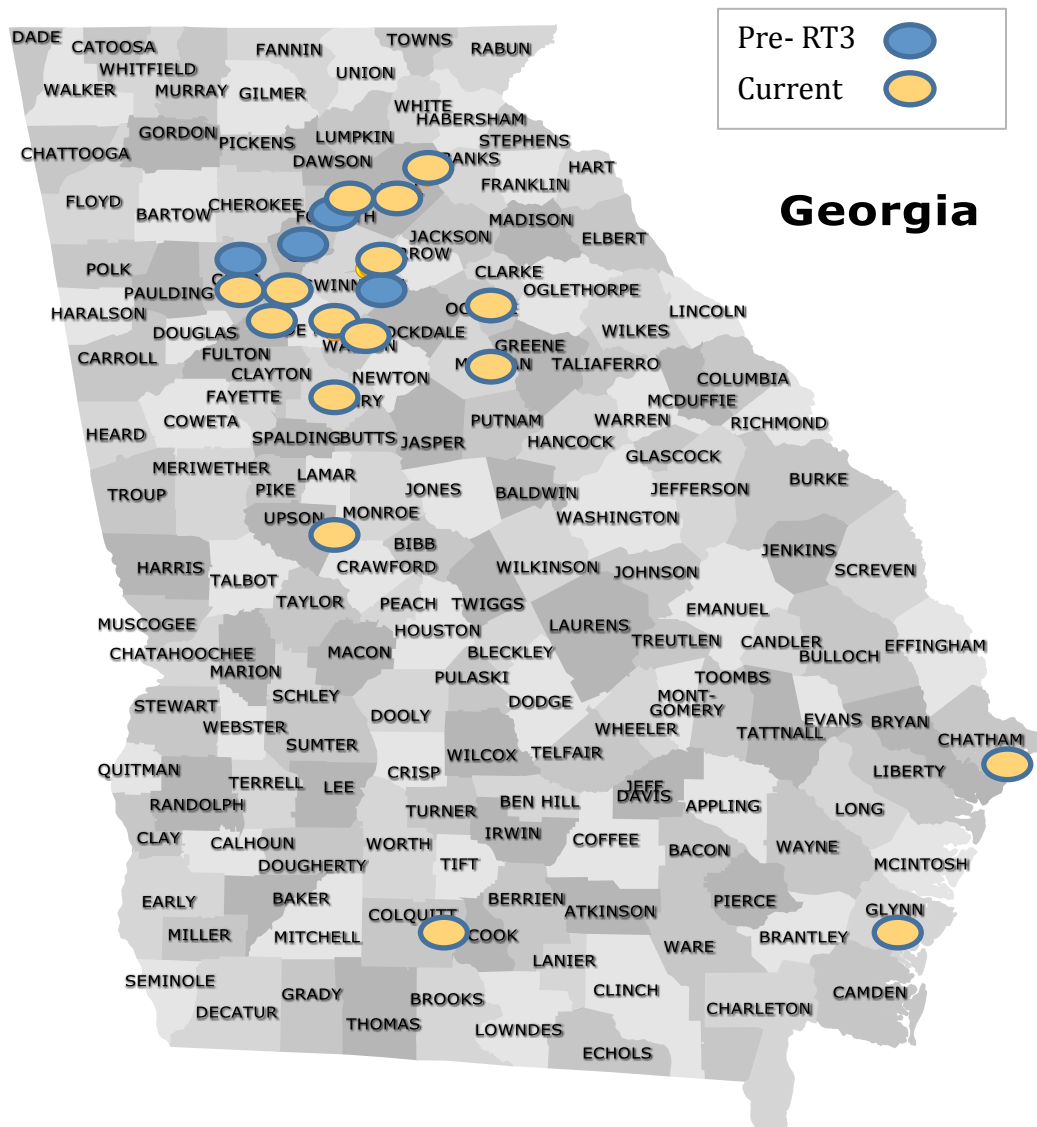 Pre- RT3
Current
Georgia
DADE
CATOOSA
FANNIN
TOWNS
RABUN
WHITFIELD
UNION
WALKER
MURRAY
GILMER
WHITE
HABERSHAM
GORDON
PICKENS
LUMPKIN
STEPHENS
CHATTOOGA
DAWSON
BANKS
HART
FRANKLIN
FLOYD
BARTOW
CHEROKEE
MADISON
JACKSON
ELBERT
POLK
CLARKE
PAULDING
OGLETHORPE
HARALSON
LINCOLN
DOUGLAS
WILKES
CARROLL
FULTON
GREENE
TALIAFERRO
CLAYTON
NEWTON
COLUMBIA
FAYETTE
MCDUFFIE
COWETA
PUTNAM
WARREN
RICHMOND
HEARD
SPALDING
BUTTS
JASPER
HANCOCK
GLASCOCK
MERIWETHER
LAMAR
TROUP
PIKE
JONES
BALDWIN
JEFFERSON
BURKE
UPSON
MONROE
WASHINGTON
BIBB
JENKINS
HARRIS
CRAWFORD
WILKINSON
JOHNSON
SCREVEN
TALBOT
TAYLOR
PEACH
TWIGGS
EMANUEL
MUSCOGEE
HOUSTON
LAURENS
TREUTLEN
CANDLER
EFFINGHAM
CHATAHOOCHEE
MACON
BLECKLEY
BULLOCH
MARION
PULASKI
TOOMBS
STEWART
SCHLEY
DODGE
MONT-
GOMERY
WEBSTER
DOOLY
WHEELER
TATTNALL
EVANS
BRYAN
SUMTER
WILCOX
TELFAIR
CHATHAM
QUITMAN
TERRELL
LEE
CRISP
JEFF
DAVIS
LIBERTY
RANDOLPH
TURNER
BEN HILL
APPLING
LONG
CLAY
CALHOUN
WORTH
IRWIN
COFFEE
BACON
WAYNE
DOUGHERTY
TIFT
MCINTOSH
EARLY
BAKER
COLQUITT
BERRIEN
ATKINSON
PIERCE
GLYNN
MILLER
MITCHELL
COOK
WARE
BRANTLEY
LANIER
SEMINOLE
GRADY
BROOKS
CLINCH
CAMDEN
DECATUR
THOMAS
LOWNDES
CHARLETON
ECHOLS